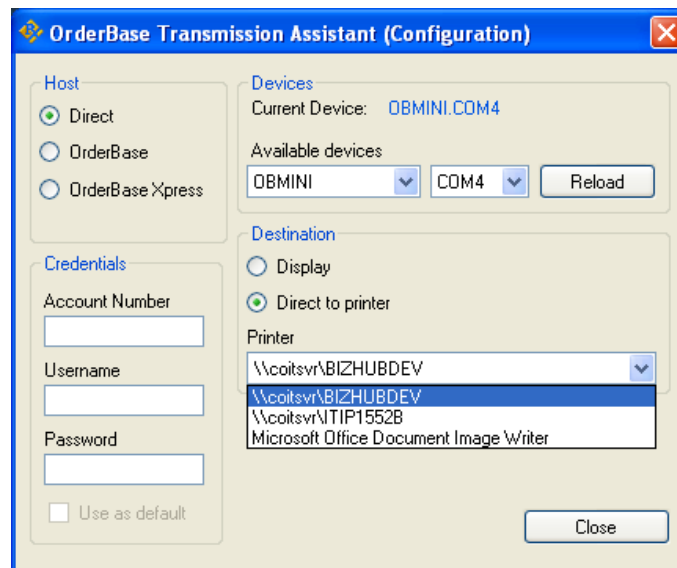 OrderBase Transmission Assistant (Configuration)
Host
Direct
OrderBase
OrderBase Xpress
Devices
Current Device: OBMINI.COM4
Available devices
OBMINI COM4 Reload
Destination
Display
Direct to printer
Printer
\\coitsvr\BIZHUBDEV
\\coitsvr\BIZHUBDEV
\\coitsvr\ITIP1552B
Microsoft Office Document Image Writer
Credentials
Account Number
Username
Password
Use as default
Close